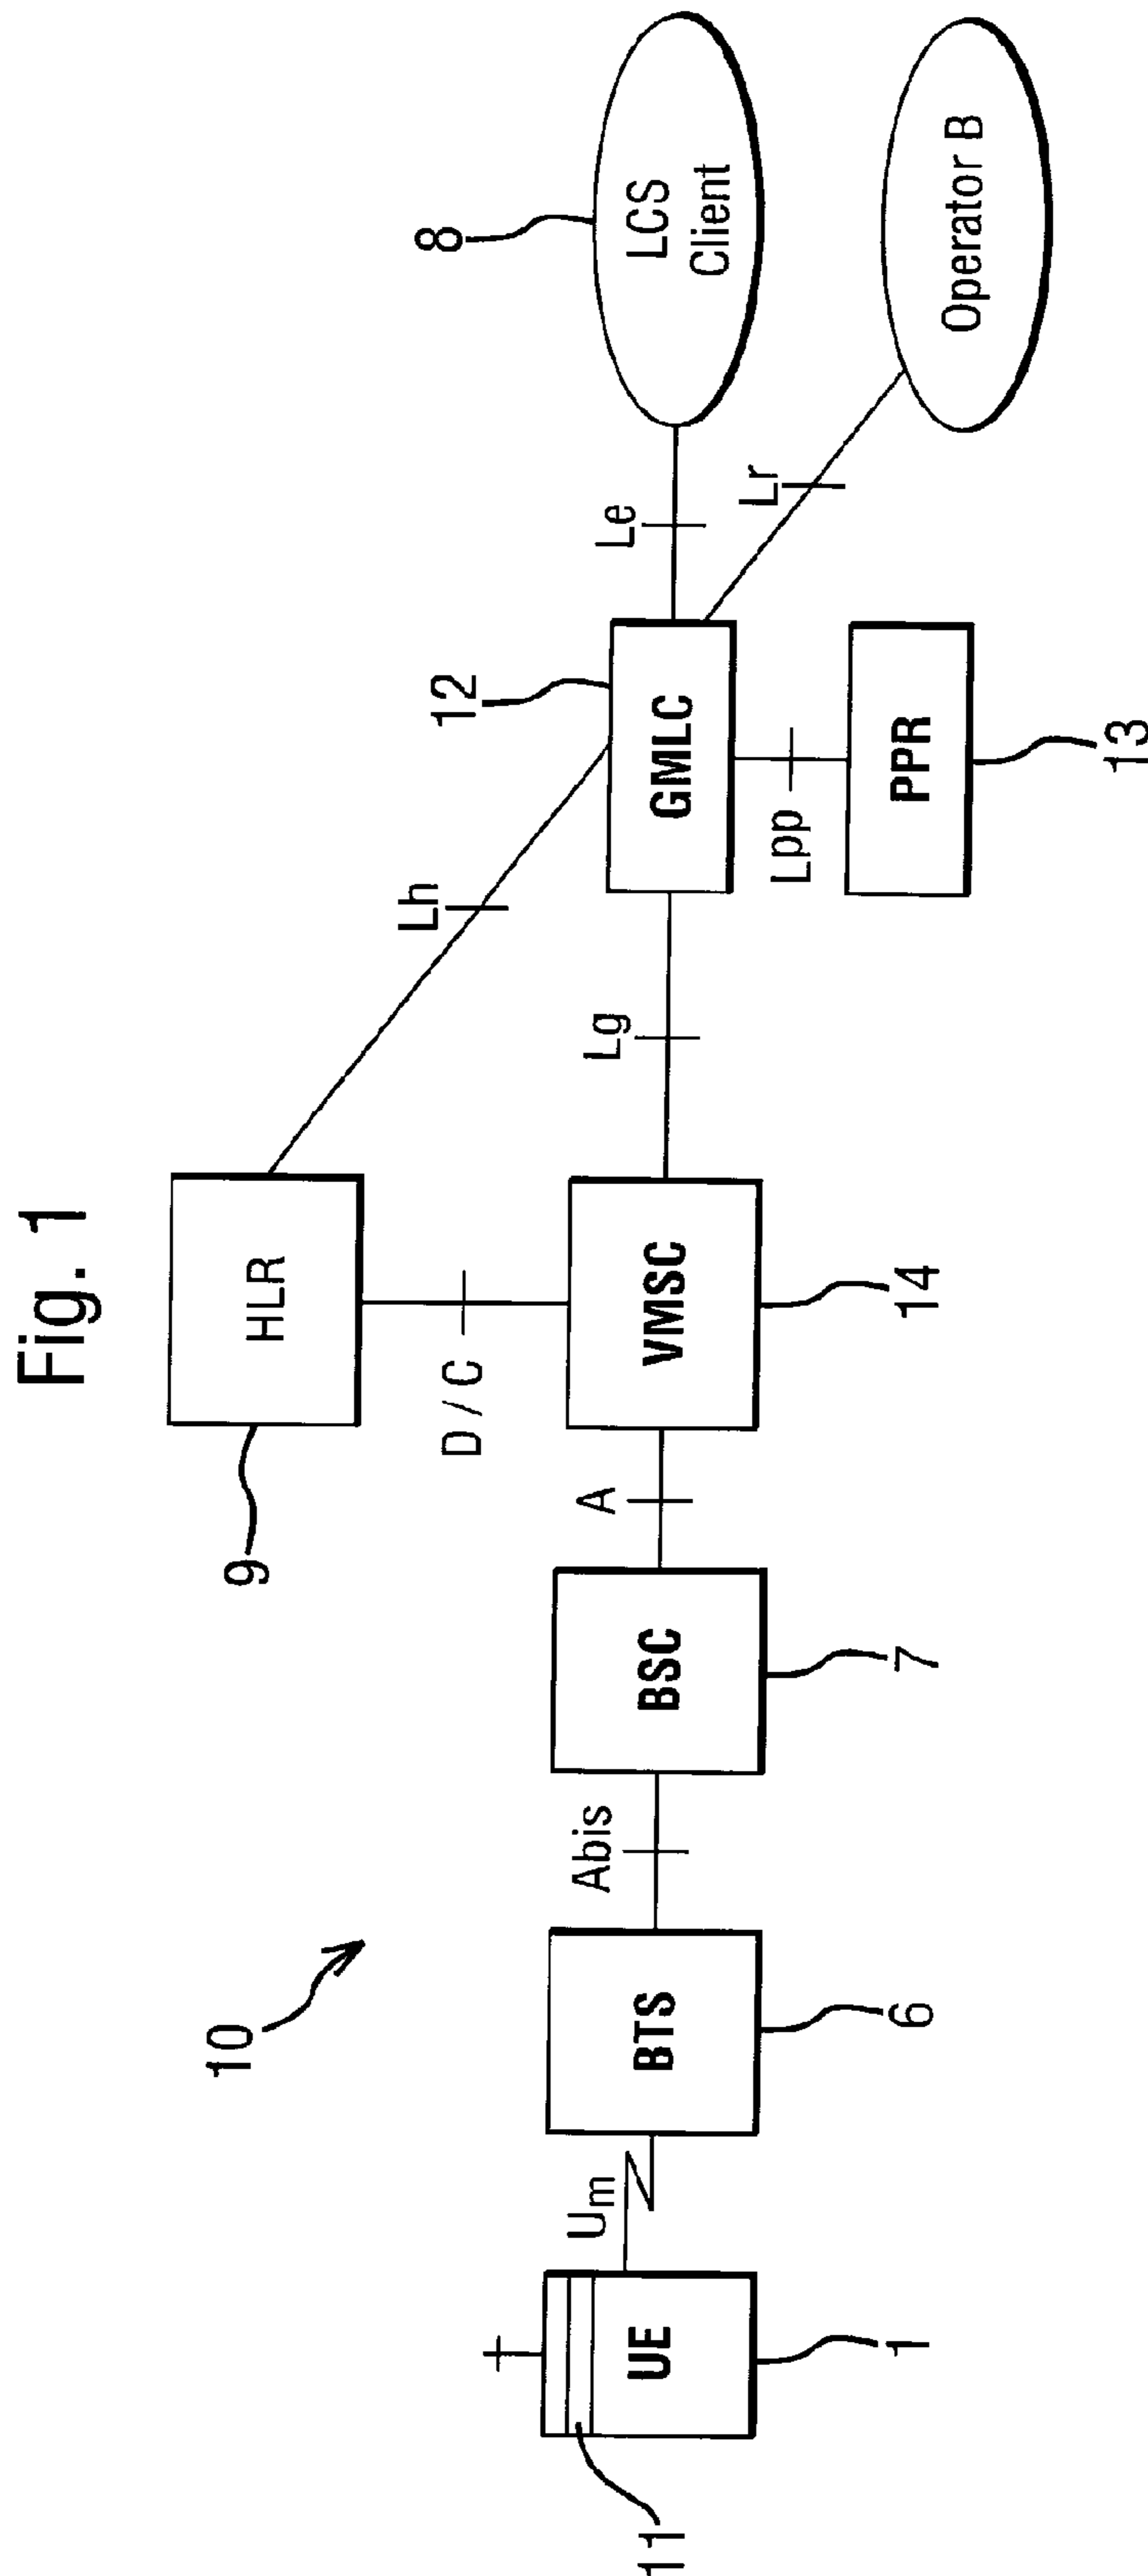 Fig. 1
10
9
HLR
Lh
12
8
D / C
Um
Abis
A
Lg
Le
Lr
11
UE
BTS
BSC
VMSC
GMLC
LCS
Client
Lpp
PPR
Operator B
1
6
7
14
13